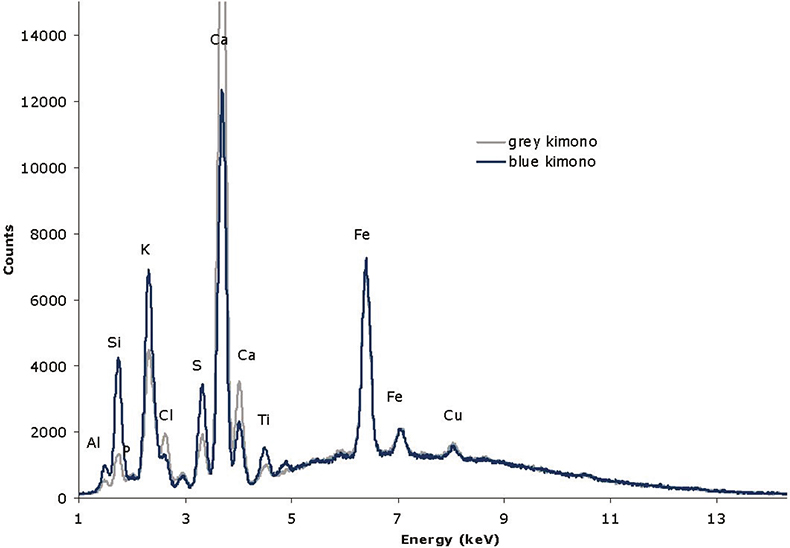 14000
12000
10000
8000
6000
4000
2000
0
Counts
Al
Si
P
K
Cl
S
Ca
Ca
Ti
Fe
Fe
Cu
grey kimono
blue kimono
1 3 5 7 9 11 13
Energy (keV)